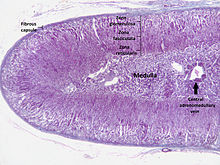 Fibrous
capsule
Zona
glomerulosa
Zona
fasciculata
Zona
reticularis
Medulla
Central
adrenomedullary
vein